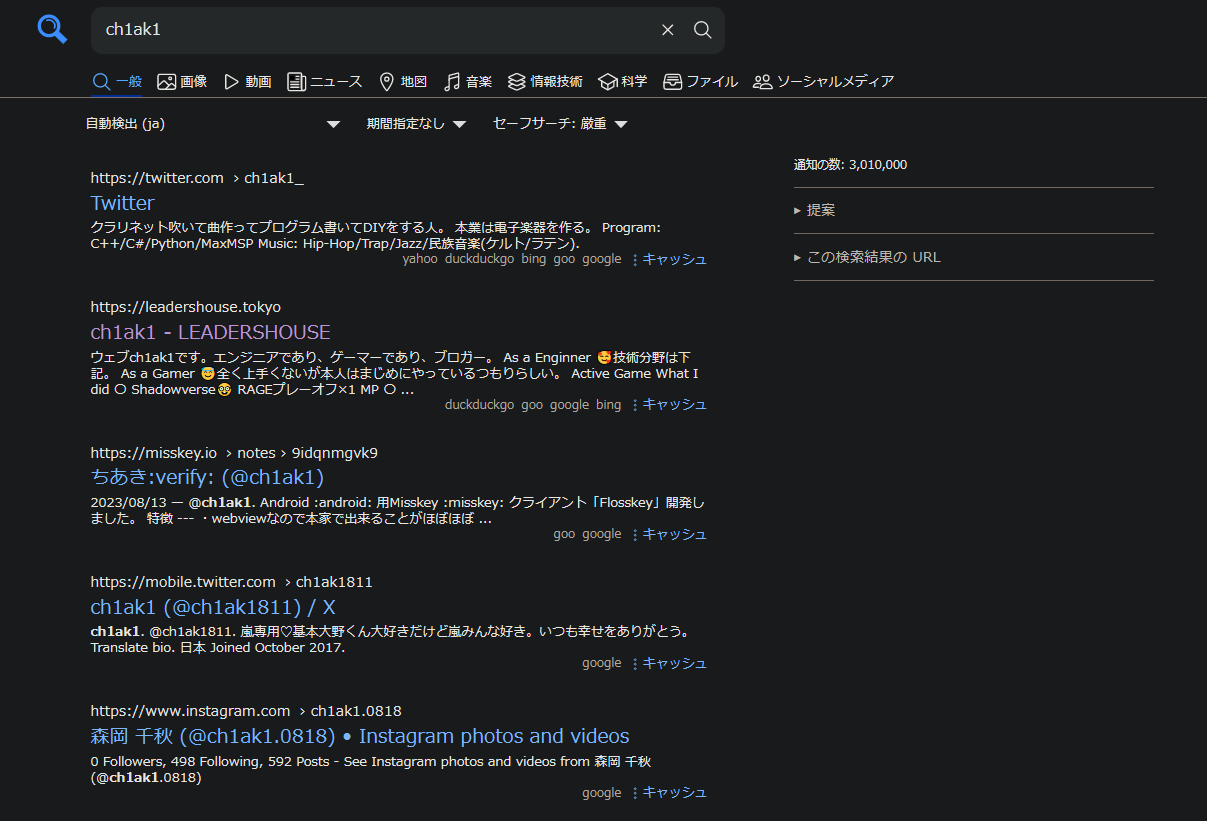 ch1ak1
一般 画像 動画 ニュース 地図 音楽 情報技術 科学 ファイル ソーシャルメディア
自動検出 (ja) 期間指定なし セーフサーチ: 厳重
https://twitter.com › ch1ak1_
Twitter
クラリネット吹いて曲作ってプログラム書いてDIYをする人。 本業は電子楽器を作る。 Program:
C++/C#/Python/MaxMSP Music: Hip-Hop/Trap/Jazz/民族音楽(ケルト/ラテン).
yahoo duckduckgo bing goo google キャッシュ
https://leadershouse.tokyo
ch1ak1 - LEADERSHOUSE
ウェブch1ak1です。エンジニアであり、ゲーマーであり、ブロガー。 As a Enginner 🥰技術分野は下
記。 As a Gamer 😇全く上手くないが本人はまじめにやっているつもりらしい。 Active Game What I
did 〇 Shadowverse🥸 RAGEプレーオフ×1 MP 〇 ...
duckduckgo goo google bing キャッシュ
https://misskey.io › notes › 9idqnmgvk9
ちあき:verify: (@ch1ak1)
2023/08/13 — @ch1ak1. Android :android: 用Misskey :misskey: クライアント「Flosskey」開発し
ました。 特徴 --- ・webviewなので本家で出来ることがほぼほぼ ...
goo google キャッシュ
https://mobile.twitter.com › ch1ak1811
ch1ak1 (@ch1ak1811) / X
ch1ak1. @ch1ak1811. 嵐専用♡基本大野くん大好きだけど嵐みんな好き。いつも幸せをありがとう。
Translate bio. 日本 Joined October 2017.
google キャッシュ
https://www.instagram.com › ch1ak1.0818
森岡 千秋 (@ch1ak1.0818) • Instagram photos and videos
0 Followers, 498 Following, 592 Posts - See Instagram photos and videos from 森岡 千秋
(@ch1ak1.0818)
google キャッシュ
通知の数: 3,010,000
提案
この検索結果の URL